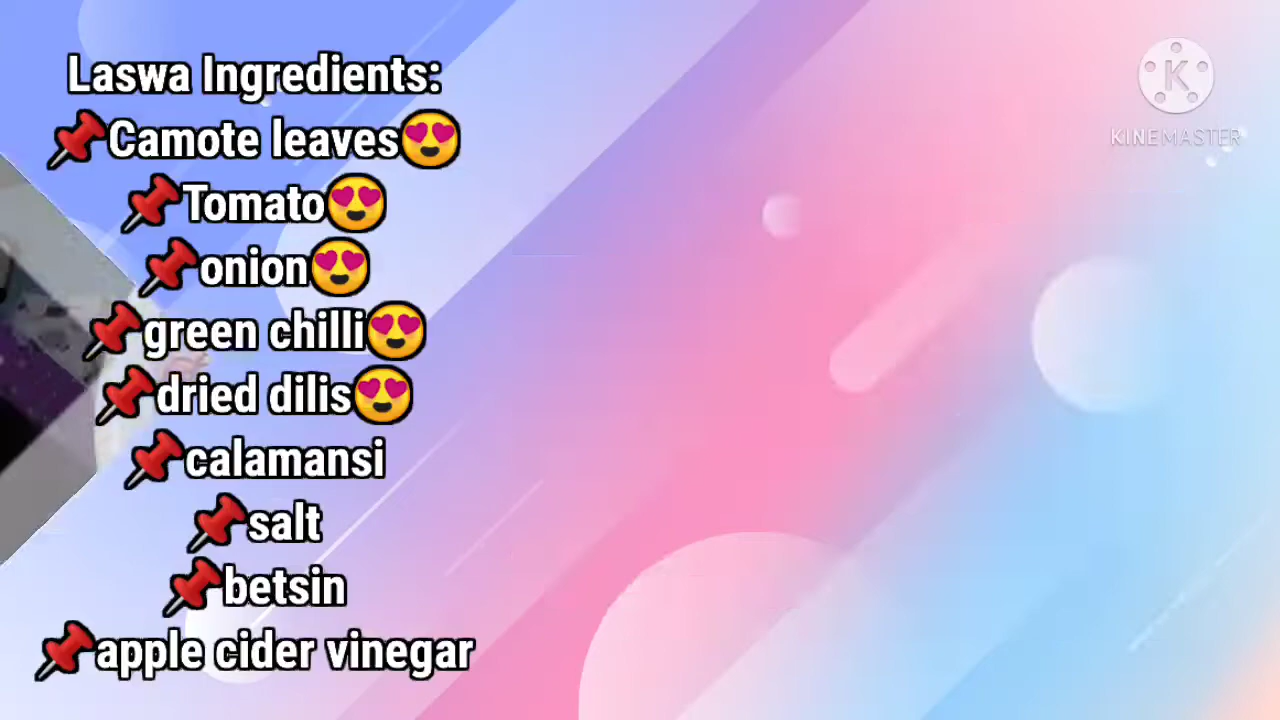 Laswa Ingredients:
📌Camote leaves😍
📌Tomato😍
📌onion😍
📌green chilli😍
📌dried dilis😍
📌calamansi
📌salt
📌betsin
📌apple cider vinegar
K
KINEMASTER